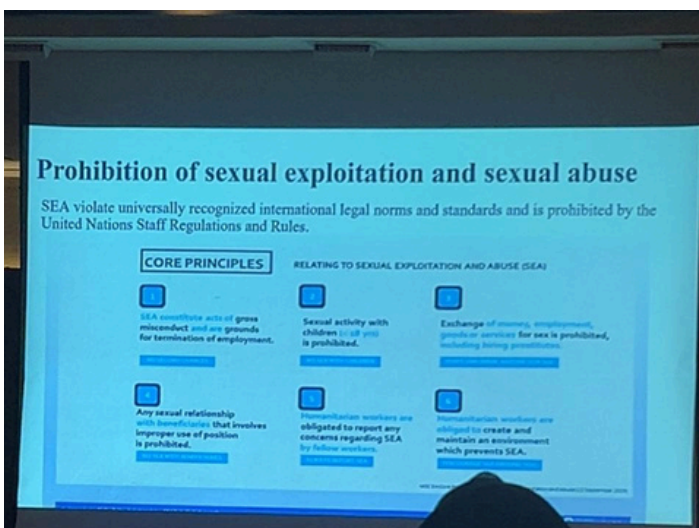 Prohibition of sexual exploitation and sexual abuse
SEA violate universally recognized international legal norms and standards and is prohibited by the
United Nations Staff Regulations and Rules.
CORE PRINCIPLES
RELATING TO SEXUAL EXPLOITATION AND ABUSE (SEA)
1
SEA constitute acts of gross
misconduct and are grounds
for termination of employment.
2
Sexual activity with
children (< 18 yrs)
is prohibited.
3
Exchange of money, employment,
goods or services for sex is prohibited,
including hiring prostitutes.
4
Any sexual relationship
with beneficiaries that involves
improper use of position
is prohibited.
5
Humanitarian workers are
obligated to report any
concerns regarding SEA
by fellow workers.
6
Humanitarian workers are
obliged to create and
maintain an environment
which prevents SEA.